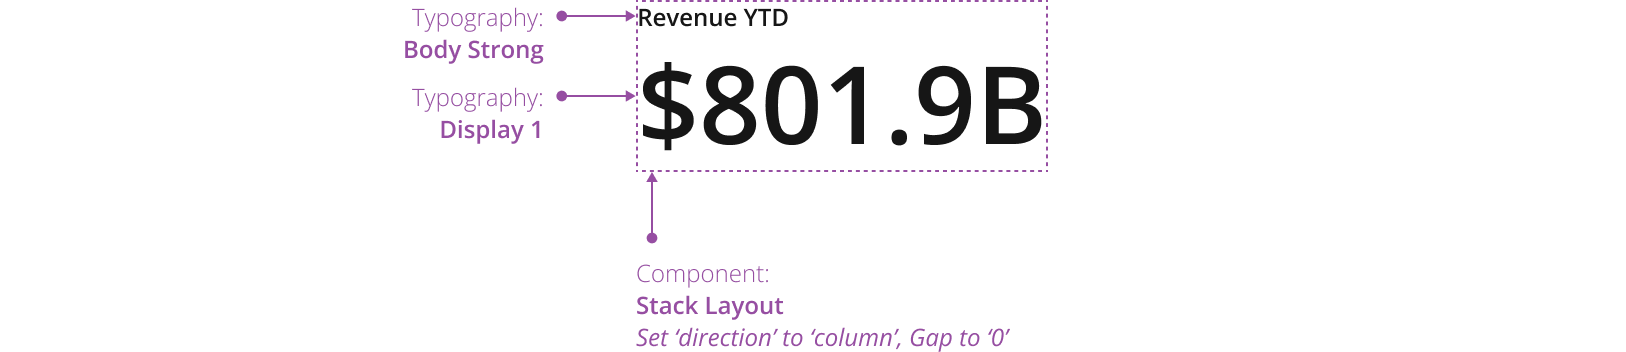 Typography:
Body Strong
Revenue YTD
Typography:
Display 1
$801.9B
Component:
Stack Layout
Set ‘direction’ to ‘column’, Gap to ‘0’